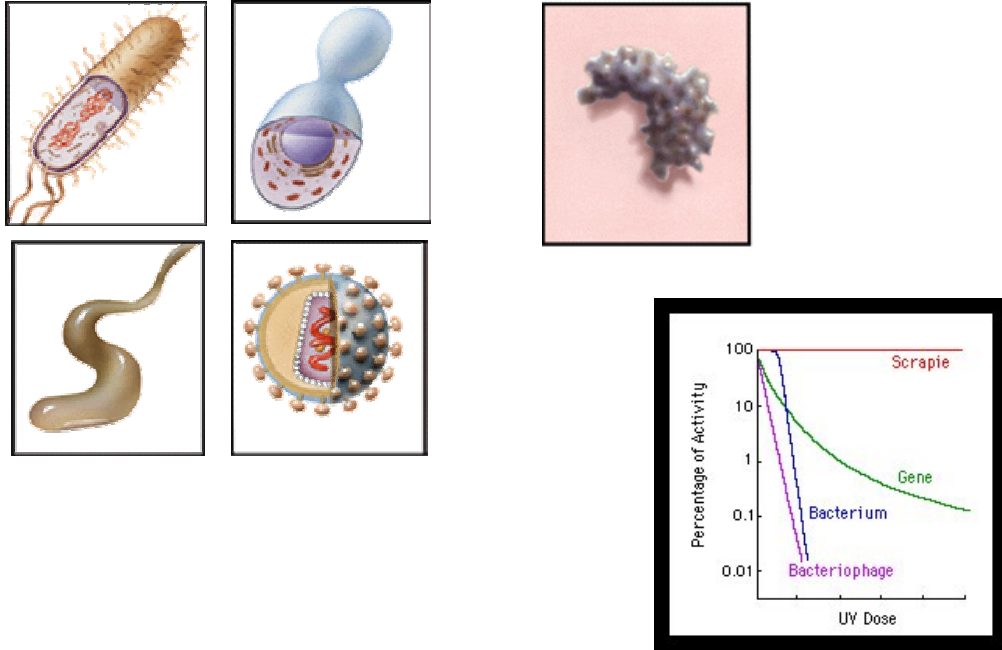 100
Scrapie
10
1
Gene
0.1
Bacterium
0.01
Bacteriophage
Percentage of Activity
UV Dose